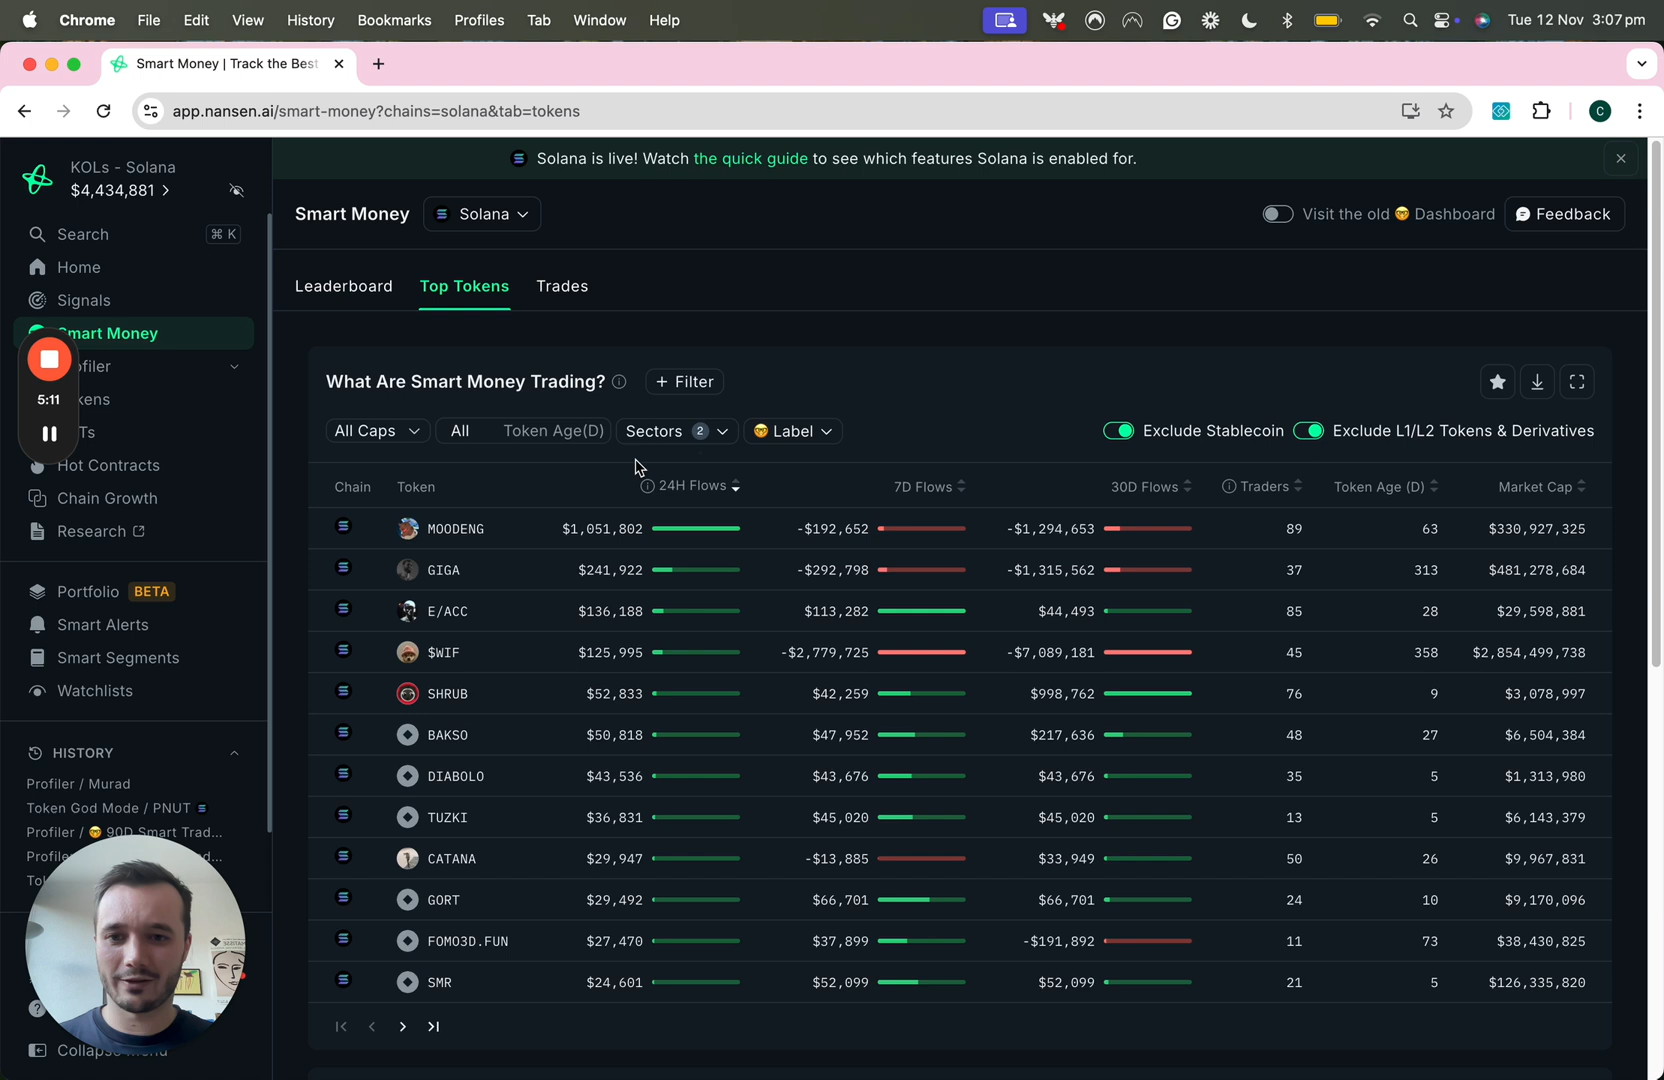 Chrome File Edit View History Bookmarks Profiles Tab Window Help Tue 12 Nov 3:07pm
Smart Money | Track the Best
app.nansen.ai/smart-money?chains=solana&tab=tokens C
KOLs - Solana
$4,434,881
Solana is live! Watch the quick guide to see which features Solana is enabled for.
Smart Money Solana Visit the old Dashboard Feedback
Search ⌘ K
Home
Signals
Smart Money
ofiler
kens
Ts
Hot Contracts
Chain Growth
Research
5:11
Portfolio BETA
Smart Alerts
Smart Segments
Watchlists
HISTORY
Profiler / Murad
Token God Mode / PNUT
Profiler / 90D Smart Trad...
Profile d...
Tol
Collapse Menu
Leaderboard Top Tokens Trades
What Are Smart Money Trading? + Filter
All Caps All Token Age(D) Sectors 2 Label Exclude Stablecoin Exclude L1/L2 Tokens & Derivatives
Chain Token 24H Flows 7D Flows 30D Flows Traders Token Age (D) Market Cap
MOODENG $1,051,802 -$192,652 -$1,294,653 89 63 $330,927,325
GIGA $241,922 -$292,798 -$1,315,562 37 313 $481,278,684
E/ACC $136,188 $113,282 $44,493 85 28 $29,598,881
$WIF $125,995 -$2,779,725 -$7,089,181 45 358 $2,854,499,738
SHRUB $52,833 $42,259 $998,762 76 9 $3,078,997
BAKSO $50,818 $47,952 $217,636 48 27 $6,504,384
DIABOLO $43,536 $43,676 $43,676 35 5 $1,313,980
TUZKI $36,831 $45,020 $45,020 13 5 $6,143,379
CATANA $29,947 -$13,885 $33,949 50 26 $9,967,831
GORT $29,492 $66,701 $66,701 24 10 $9,170,096
FOMO3D.FUN $27,470 $37,899 -$191,892 11 73 $38,430,825
SMR $24,601 $52,099 $52,099 21 5 $126,335,820